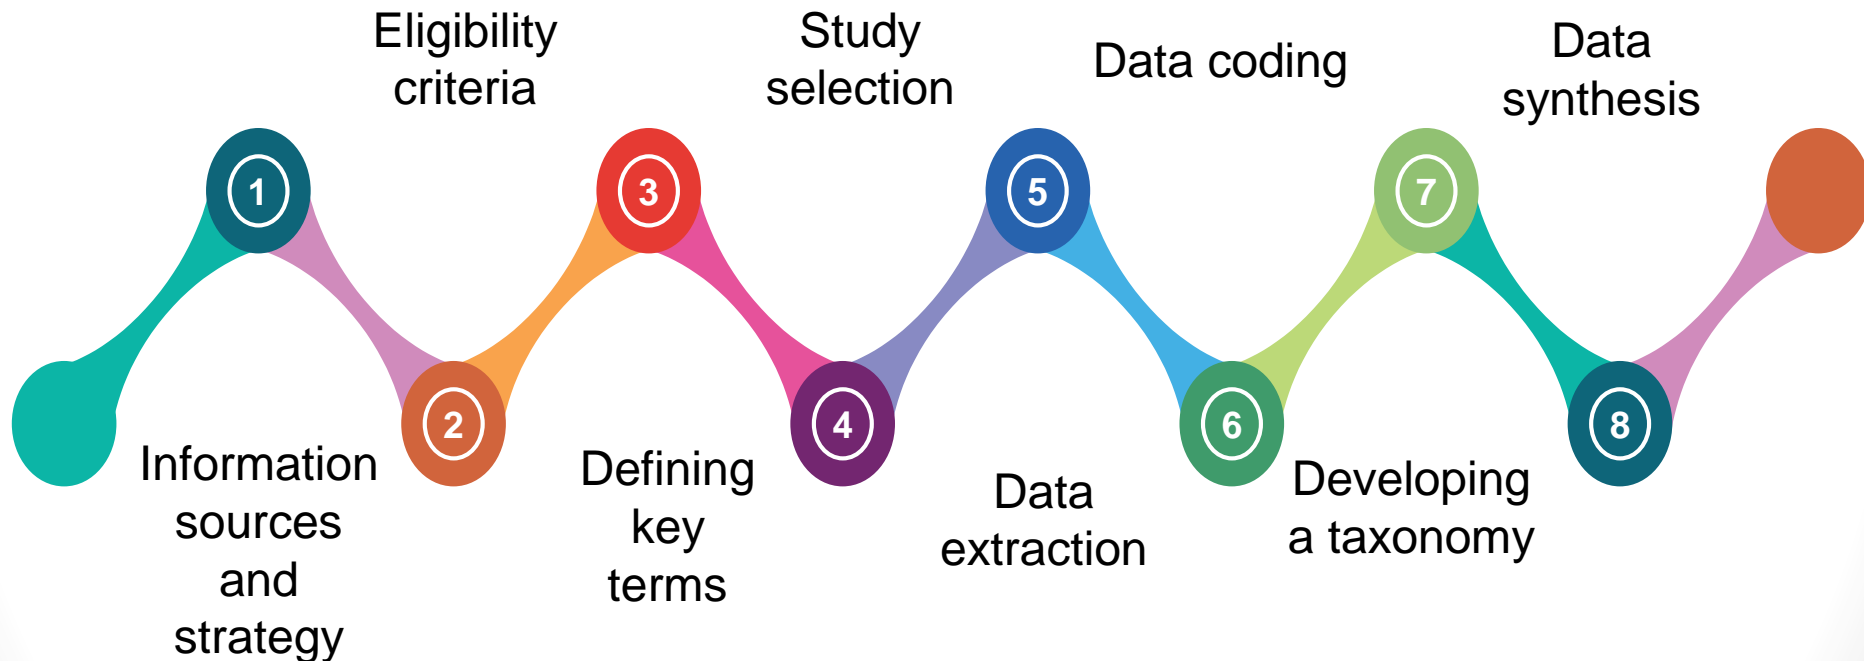 1
Information
sources
and
strategy
2
Eligibility
criteria
3
Defining
key
terms
4
Study
selection
5
Data
extraction
6
Data coding
7
Developing
a taxonomy
8
Data
synthesis